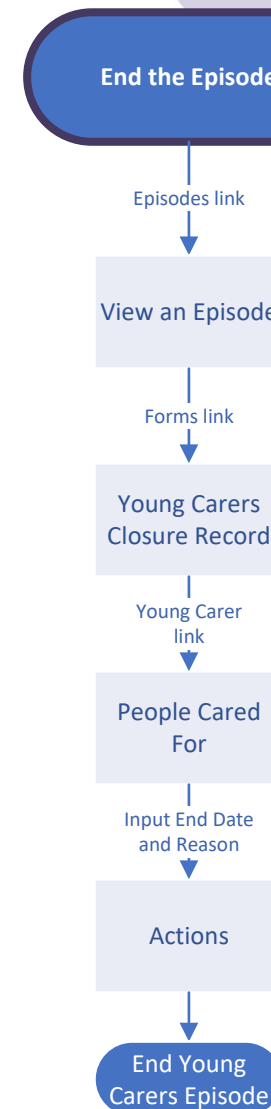 End the Episode
Episodes link
View an Episode
Forms link
Young Carers
Closure Record
Young Carer
link
People Cared
For
Input End Date
and Reason
Actions
End Young
Carers Episode